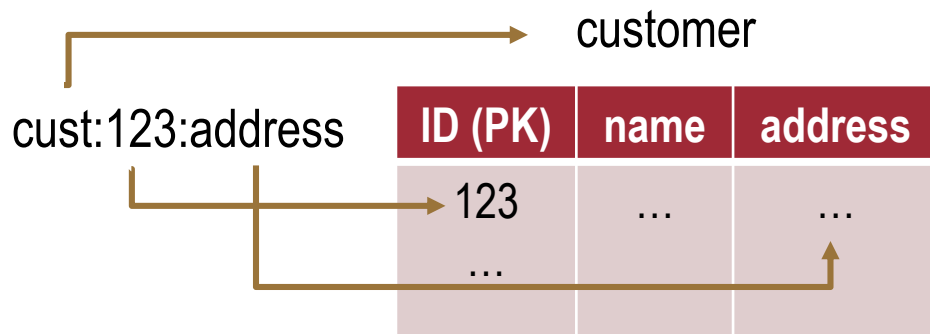 customer
cust:123:address
ID (PK) name address
123 … …
…